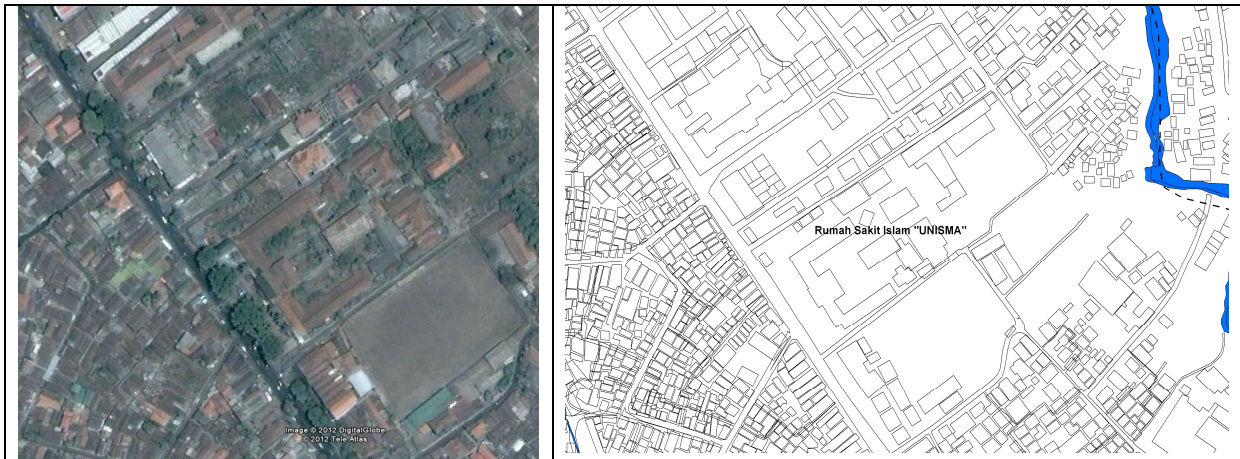 Image © 2012 DigitalGlobe
© 2012 Tele Atlas
Rumah Sakit Islam "UNISMA"